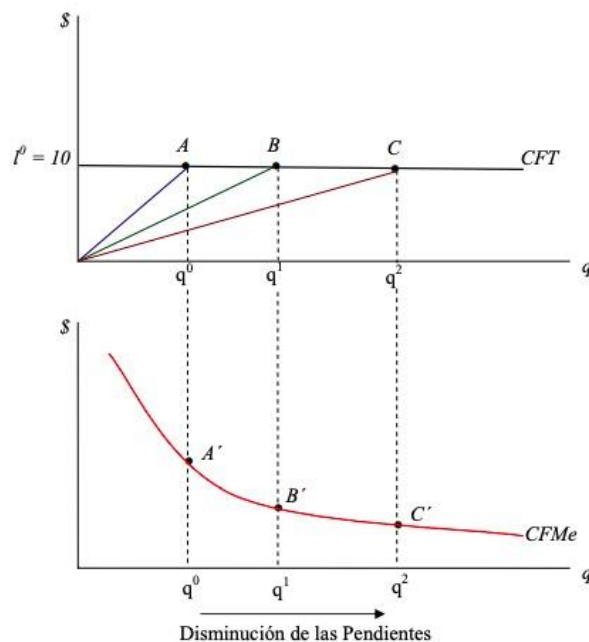 $
A B C
l⁰ = 10 CFT
q
q⁰ q¹ q²
$
A´
B´
C´
CFMe
q
q⁰ q¹ q²
Disminución de las Pendientes